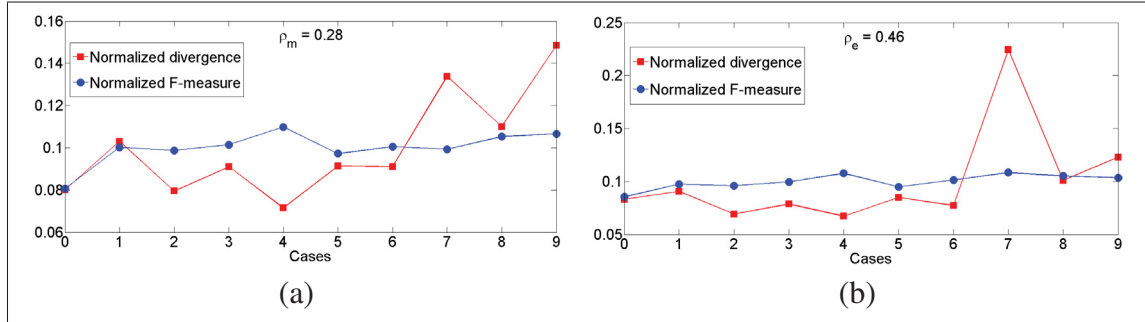 0.16
0.14
0.12
0.1
0.08
0.06
ρm = 0.28
Normalized divergence
Normalized F-measure
0 1 2 3 4 5 6 7 8 9
Cases
(a)
0.25
0.2
0.15
0.1
0.05
ρe = 0.46
Normalized divergence
Normalized F-measure
0 1 2 3 4 5 6 7 8 9
Cases
(b)